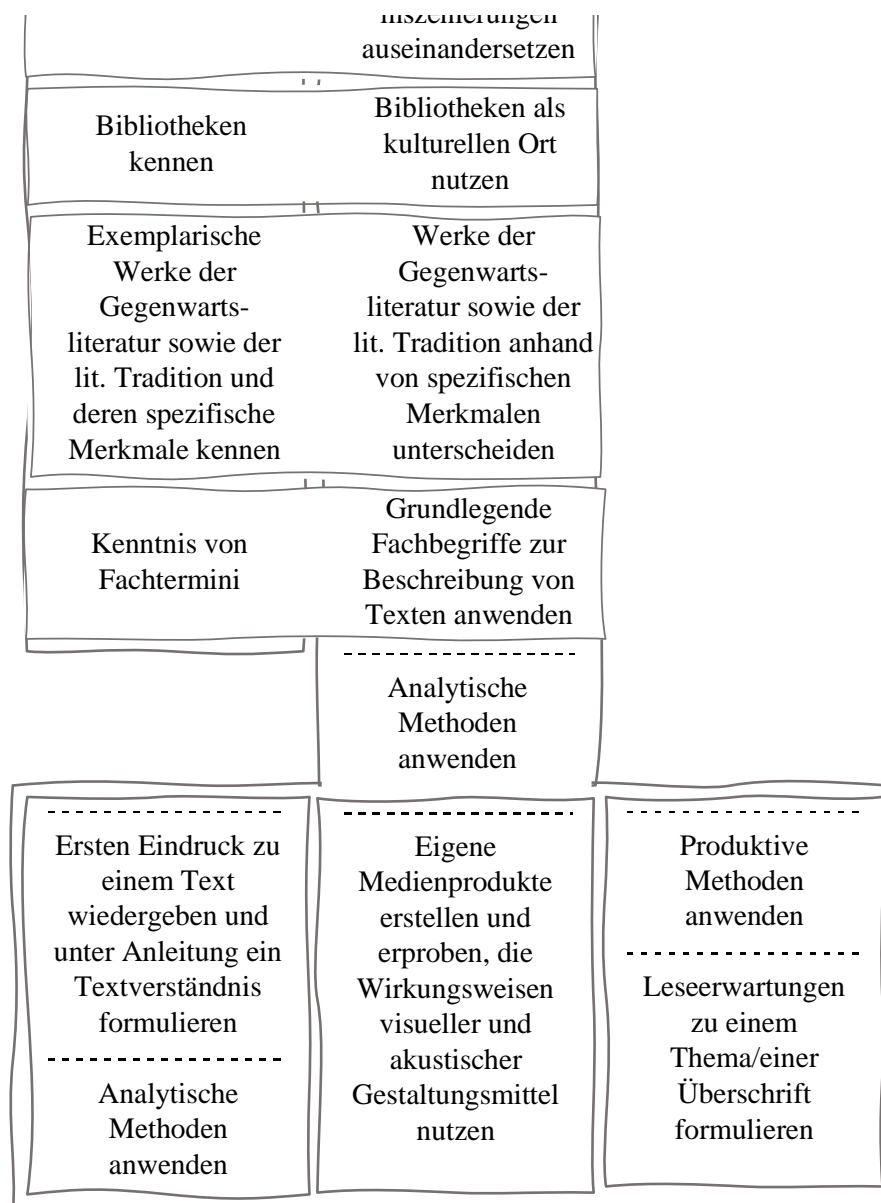 auseinandersetzen
Bibliotheken
kennen
Bibliotheken als
kulturellen Ort
nutzen
Exemplarische
Werke der
Gegenwarts-
literatur sowie der
lit. Tradition und
deren spezifische
Merkmale kennen
Werke der
Gegenwarts-
literatur sowie der
lit. Tradition anhand
von spezifischen
Merkmalen
unterscheiden
Kenntnis von
Fachtermini
Grundlegende
Fachbegriffe zur
Beschreibung von
Texten anwenden
Analytische
Methoden
anwenden
Ersten Eindruck zu
einem Text
wiedergeben und
unter Anleitung ein
Textverständnis
formulieren
Analytische
Methoden
anwenden
Eigene
Medienprodukte
erstellen und
erproben, die
Wirkungsweisen
visueller und
akustischer
Gestaltungsmittel
nutzen
Produktive
Methoden
anwenden
Leseerwartungen
zu einem
Thema/einer
Überschrift
formulieren